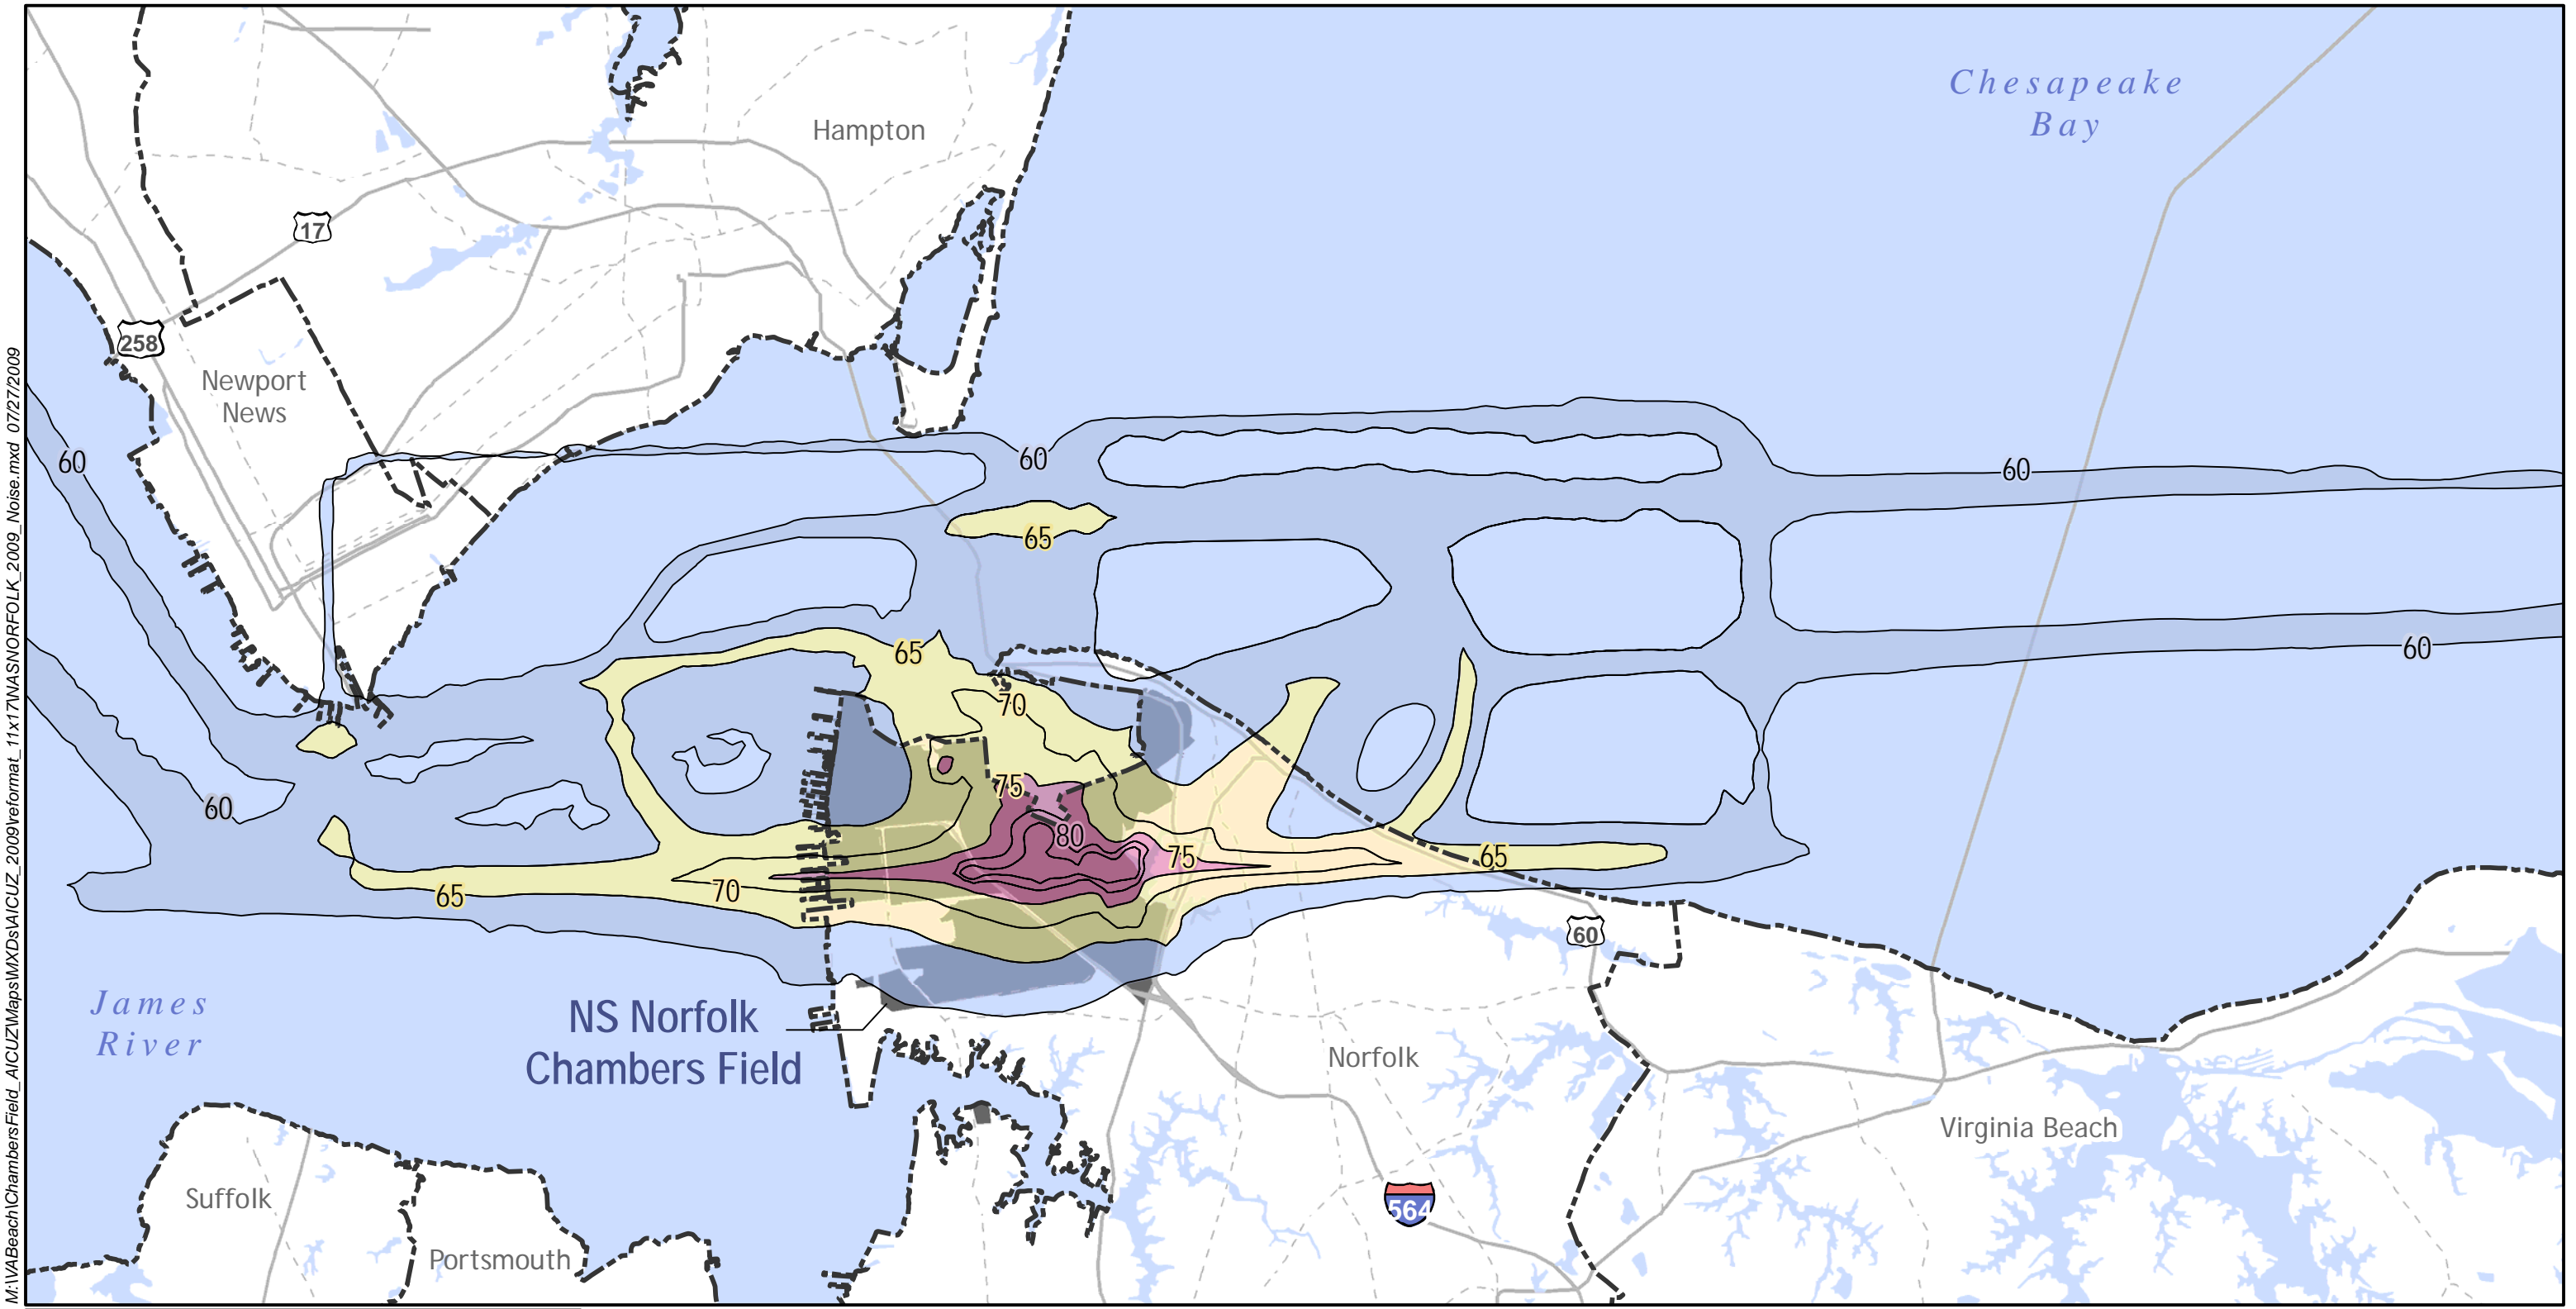 Chesapeake
Bay
Hampton
17
258
Newport
News
60
60
60
65
60
65
70
75
60
80
75
65
65
70
60
James
River
NS Norfolk
Chambers Field
Norfolk
Virginia Beach
Suffolk
564
Portsmouth
M:\VABeach\ChambersField_AICUZ\Maps\MXDs\AICUZ_2009\reformat_11x17\NASNORFOLK_2009_Noise.mxd 07/27/2009